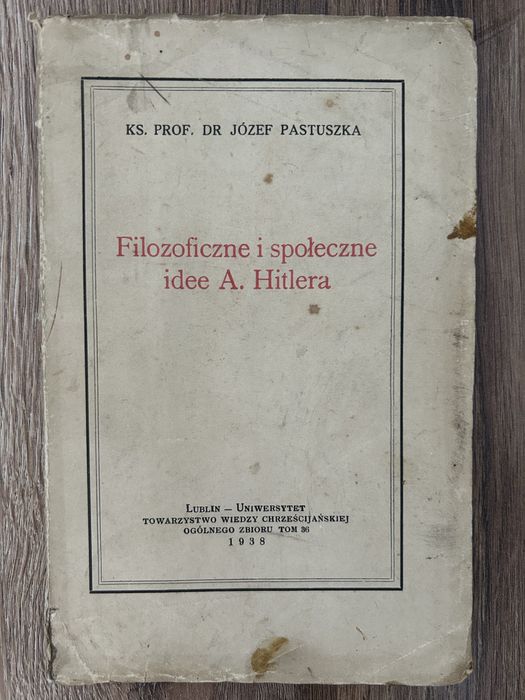 KS. PROF. DR JÓZEF PASTUSZKA
Filozoficzne i społeczne
idee A. Hitlera
LUBLIN — UNIWERSYTET
TOWARZYSTWO WIEDZY CHRZEŚCIJAŃSKIEJ
OGÓLNEGO ZBIORU TOM 36
1938